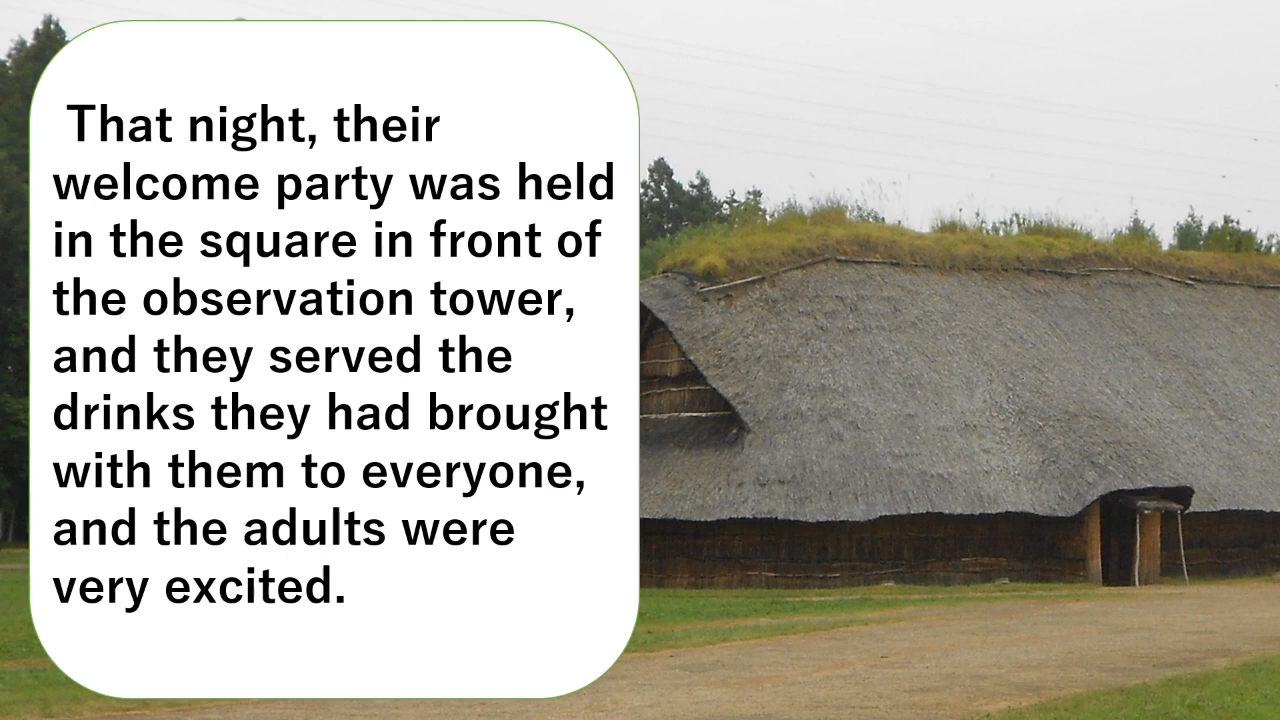 That night, their
welcome party was held
in the square in front of
the observation tower,
and they served the
drinks they had brought
with them to everyone,
and the adults were
very excited.